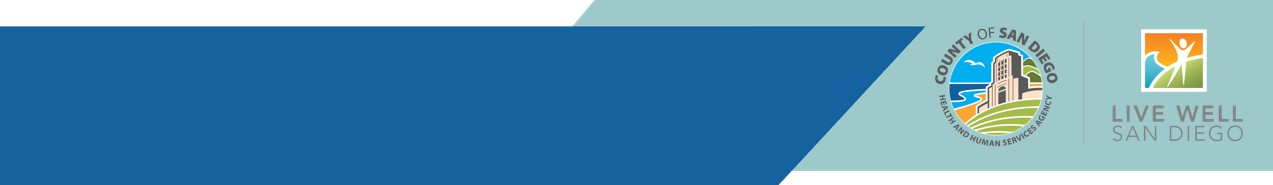 COUNTY OF SAN DIEGO
HEALTH AND HUMAN SERVICES AGENCY
LIVE WELL
SAN DIEGO